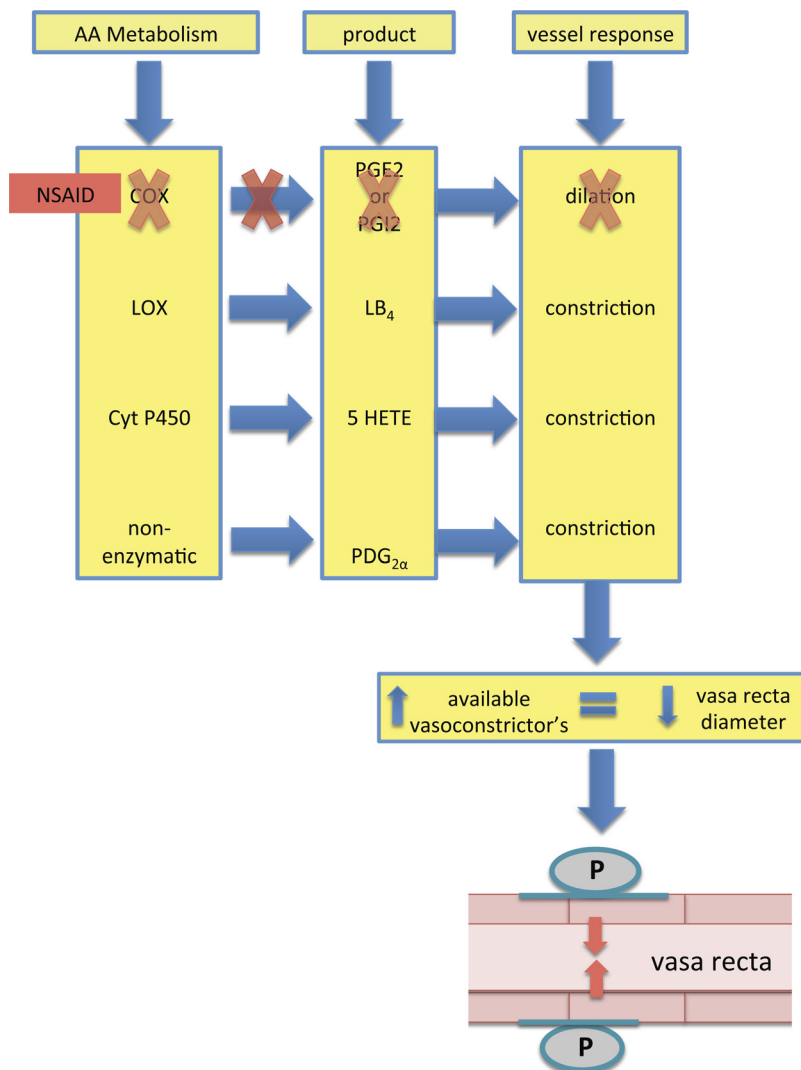 AA Metabolism
product
vessel response
NSAID
COX
PGE2
or
PGI2
dilation
LOX
LB₄
constriction
Cyt P450
5 HETE
constriction
non-
enzymatic
PDG₂α
constriction
available
vasoconstrictor’s
vasa recta
diameter
P
vasa recta
P